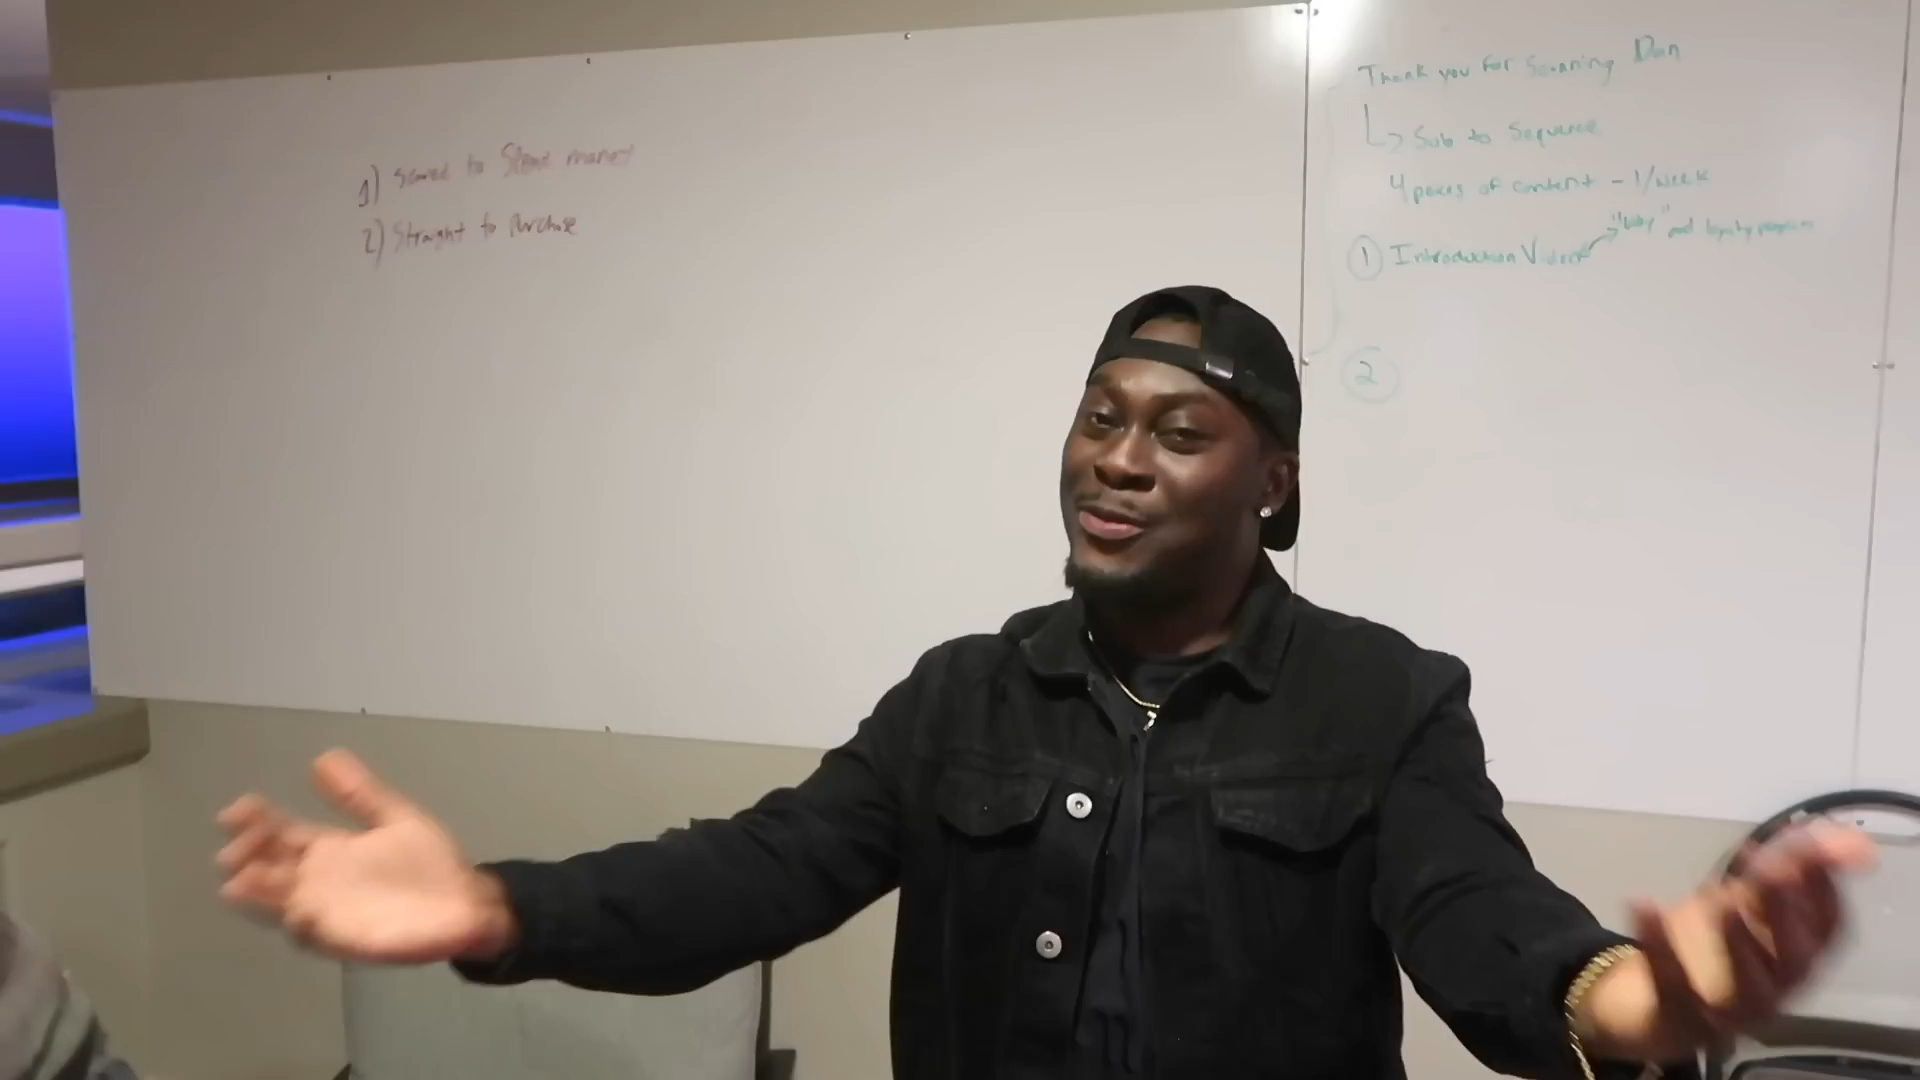 1) Scared to Spend money
2) Straight to Purchase
Thank you for Scanning Dan
↳ Sub to Sequence
4 pieces of content - 1/week
① Introduction Video "Why" and loyalty program
②